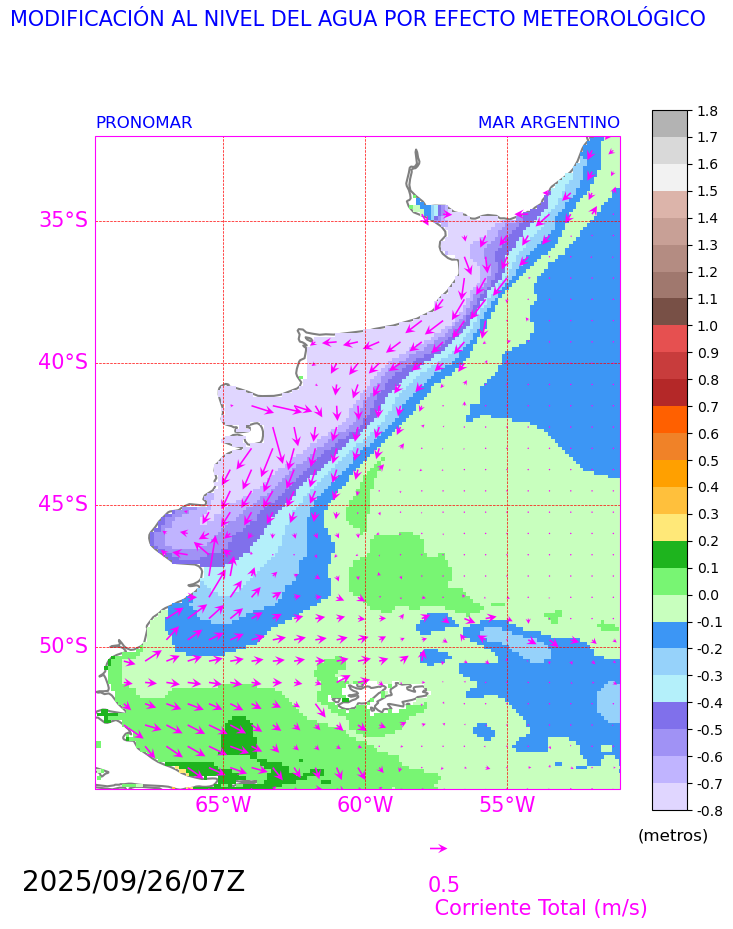 MODIFICACIÓN AL NIVEL DEL AGUA POR EFECTO METEOROLÓGICO
PRONOMAR
MAR ARGENTINO
35°S
40°S
45°S
50°S
65°W
60°W
55°W
1.8
1.7
1.6
1.5
1.4
1.3
1.2
1.1
1.0
0.9
0.8
0.7
0.6
0.5
0.4
0.3
0.2
0.1
0.0
-0.1
-0.2
-0.3
-0.4
-0.5
-0.6
-0.7
-0.8
(metros)
2025/09/26/07Z
0.5
Corriente Total (m/s)